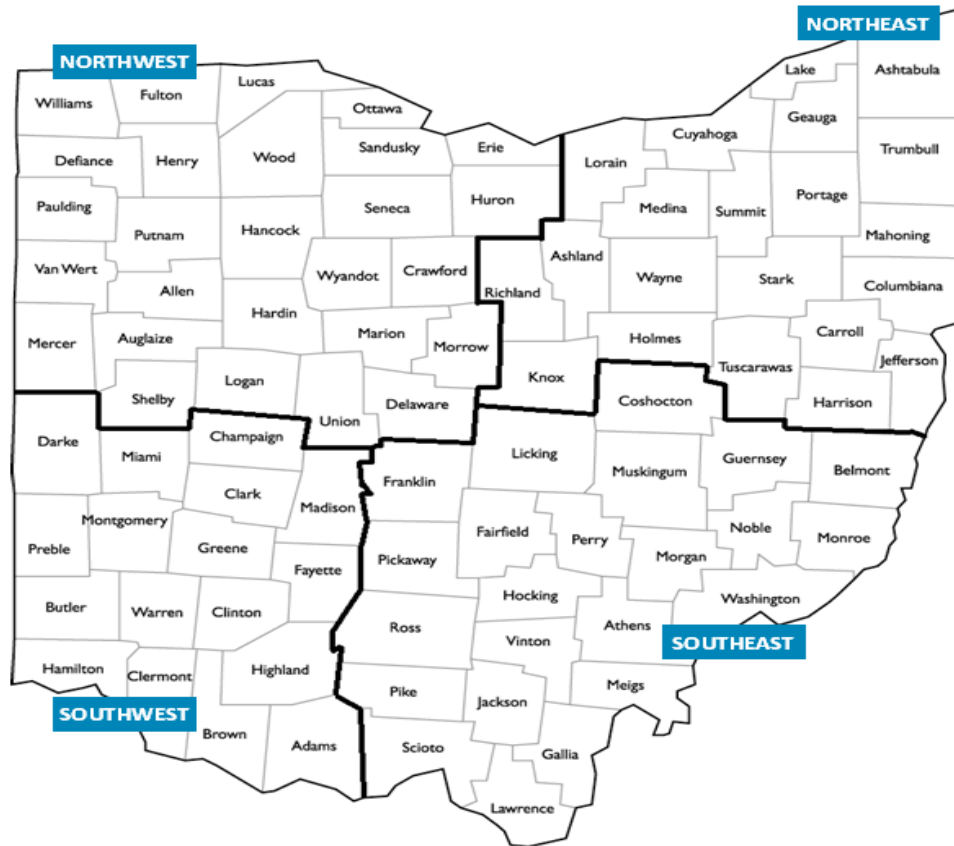 NORTHEAST
NORTHWEST
Lake
Ashtabula
Lucas
Fulton
Williams
Ottawa
Geauga
Cuyahoga
Sandusky
Erie
Trumbull
Defiance
Henry
Wood
Lorain
Portage
Huron
Paulding
Seneca
Medina
Summit
Putnam
Hancock
Mahoning
Ashland
Van Wert
Wyandot
Crawford
Wayne
Stark
Columbiana
Allen
Richland
Hardin
Marion
Carroll
Mercer
Auglaize
Morrow
Holmes
Jefferson
Tuscarawas
Logan
Knox
Shelby
Delaware
Coshocton
Harrison
Union
Champaign
Darke
Miami
Licking
Guernsey
Muskingum
Belmont
Franklin
Clark
Madison
Montgomery
Fairfield
Noble
Perry
Monroe
Preble
Greene
Morgan
Pickaway
Fayette
Hocking
Washington
Butler
Warren
Clinton
Ross
Athens
Vinton
SOUTHEAST
Hamilton
Clermont
Highland
Pike
Meigs
Jackson
SOUTHWEST
Brown
Adams
Scioto
Gallia
Lawrence